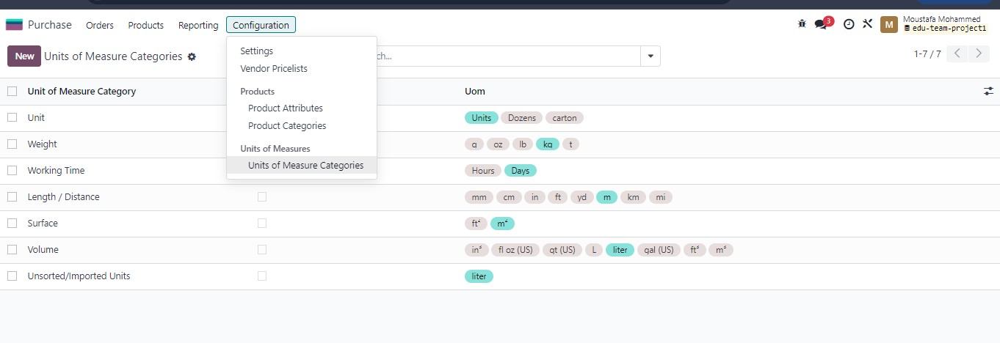 Purchase Orders Products Reporting Configuration 3 M Moustafa Mohammed
edu-team-project1
New Units of Measure Categories ch... 1-7 / 7
Settings
Vendor Pricelists
Products
Product Attributes
Product Categories
Units of Measures
Units of Measure Categories
Unit of Measure Category Uom
Unit Units Dozens carton
Weight g oz lb kg t
Working Time Hours Days
Length / Distance mm cm in ft yd m km mi
Surface ft² m²
Volume in³ fl oz (US) qt (US) L liter gal (US) ft³ m³
Unsorted/Imported Units liter